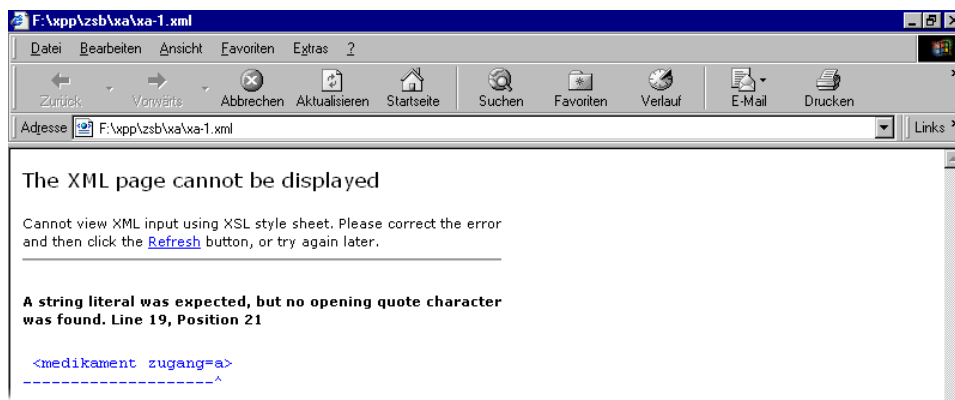 F:\xpp\zsb\xa\xa-1.xml
Datei Bearbeiten Ansicht Favoriten Extras ?
Zurück Vorwärts Abbrechen Aktualisieren Startseite Suchen Favoriten Verlauf E-Mail Drucken
Adresse F:\xpp\zsb\xa\xa-1.xml Links
The XML page cannot be displayed
Cannot view XML input using XSL style sheet. Please correct the error
and then click the Refresh button, or try again later.
A string literal was expected, but no opening quote character
was found. Line 19, Position 21
<medikament zugang=a>
--------------------^